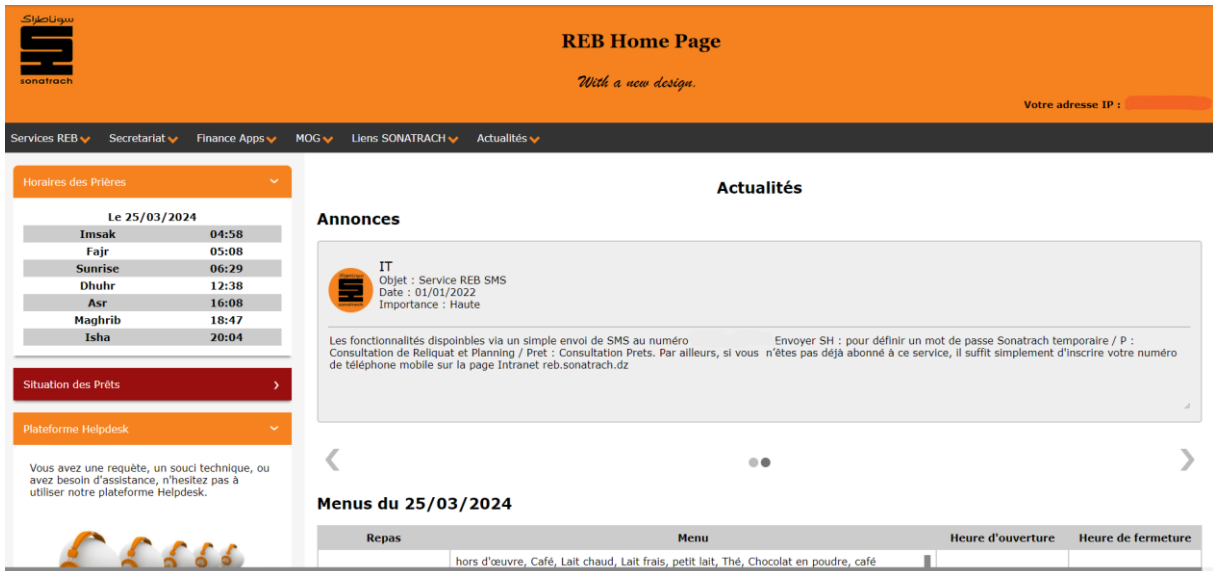 سوناطراك
sonatrach
REB Home Page
With a new design.
Votre adresse IP :
Services REB Secretariat Finance Apps MOG Liens SONATRACH Actualités
Horaires des Prières
Le 25/03/2024
Imsak 04:58
Fajr 05:08
Sunrise 06:29
Dhuhr 12:38
Asr 16:08
Maghrib 18:47
Isha 20:04
Situation des Prêts
Plateforme Helpdesk
Vous avez une requète, un souci technique, ou
avez besoin d'assistance, n'hesitez pas à
utiliser notre plateforme Helpdesk.
Actualités
Annonces
IT
Objet : Service REB SMS
Date : 01/01/2022
Importance : Haute
Les fonctionnalités dispoinbles via un simple envoi de SMS au numéro Envoyer SH : pour définir un mot de passe Sonatrach temporaire / P :
Consultation de Reliquat et Planning / Pret : Consultation Prets. Par ailleurs, si vous n'êtes pas déjà abonné à ce service, il suffit simplement d'inscrire votre numéro
de téléphone mobile sur la page Intranet reb.sonatrach.dz
Menus du 25/03/2024
Repas Menu Heure d'ouverture Heure de fermeture
hors d'œuvre, Café, Lait chaud, Lait frais, petit lait, Thé, Chocolat en poudre, café